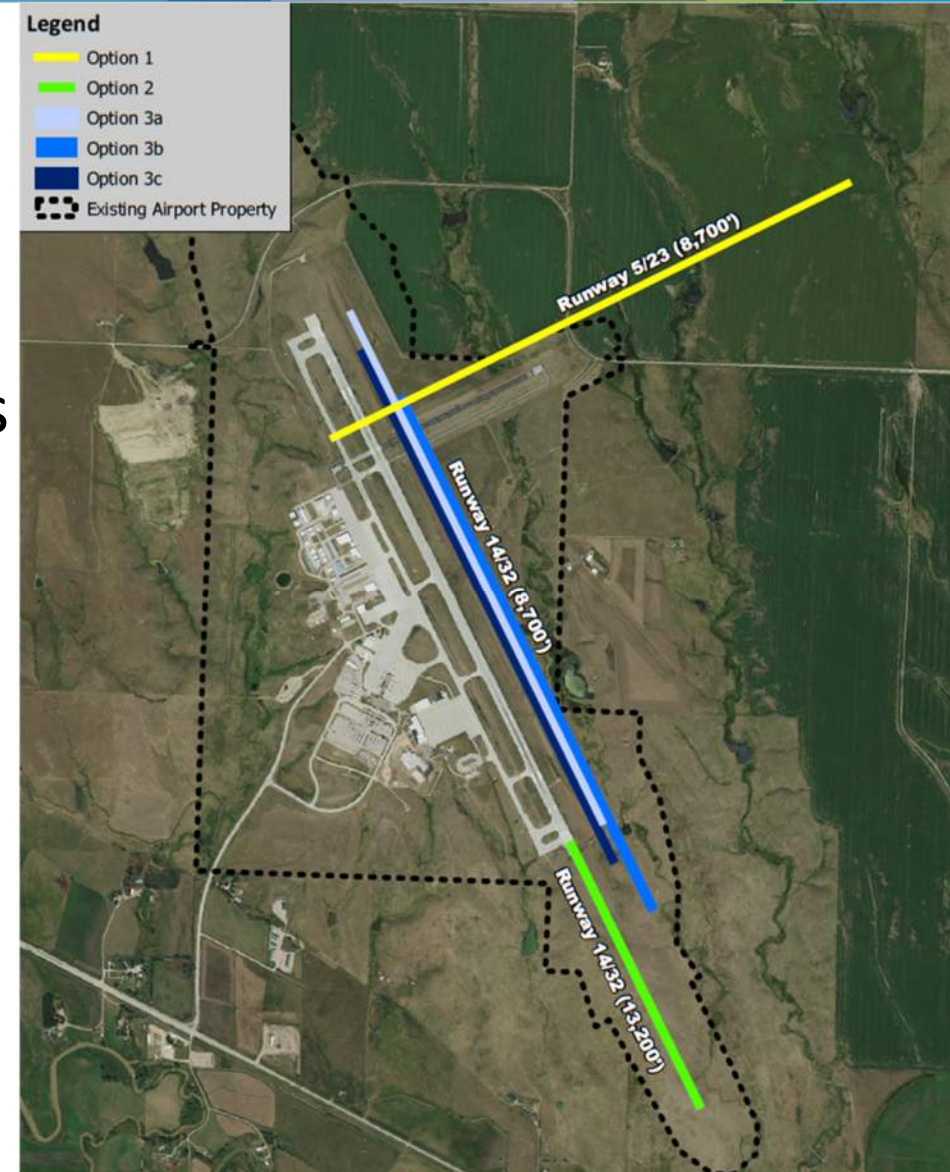 Legend
Option 1
Option 2
Option 3a
Option 3b
Option 3c
Existing Airport Property
Runway 5/23 (8,700')
s
Runway 14/32 (8,700')
Runway 14/32 (13,200')